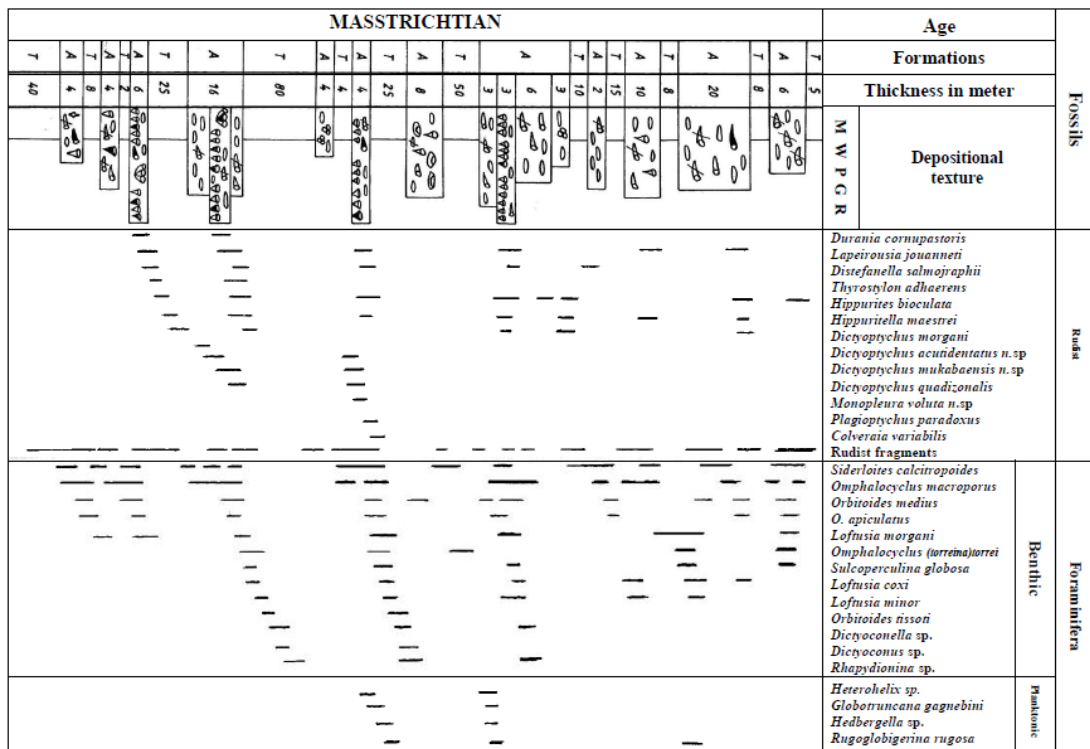 MASSTRICHTIAN
Age
Fossils
T A T A T A T A T A T A T A T A T A T A T A T A T
Formations
40 4 8 4 2 6 25 80 4 4 4 25 8 50 3 3 6 3 10 2 15 10 8 20 8 6 5
Thickness in meter
M W P G R
Depositional
texture
Durania cornupastoris
Lapeirousia jouanneti
Distefanella salmojraphii
Thyrostylon adhaerens
Hippurites bioculata
Hippuritella maestrei
Dictyoptychus morgani
Dictyoptychus acutidentatus n.sp
Dictyoptychus mukabaensis n.sp
Dictyoptychus quadizonalis
Monopleura voluta n.sp
Plagioptychus paradoxus
Colveraia variabilis
Rudist fragments
Rudist
Siderloites calcitropoides
Omphalocyclus macroporus
Orbitoides medius
O. apiculatus
Loftusia morgani
Omphalocyclus (torreina)torrei
Sulcoperculina globosa
Loftusia coxi
Loftusia minor
Orbitoides tissoti
Dictyoconella sp.
Dictyoconus sp.
Rhapydionina sp.
Benthic
Foraminifera
Heterohelix sp.
Globotruncana gagnebini
Hedbergella sp.
Rugoglobigerina rugosa
Planktonic